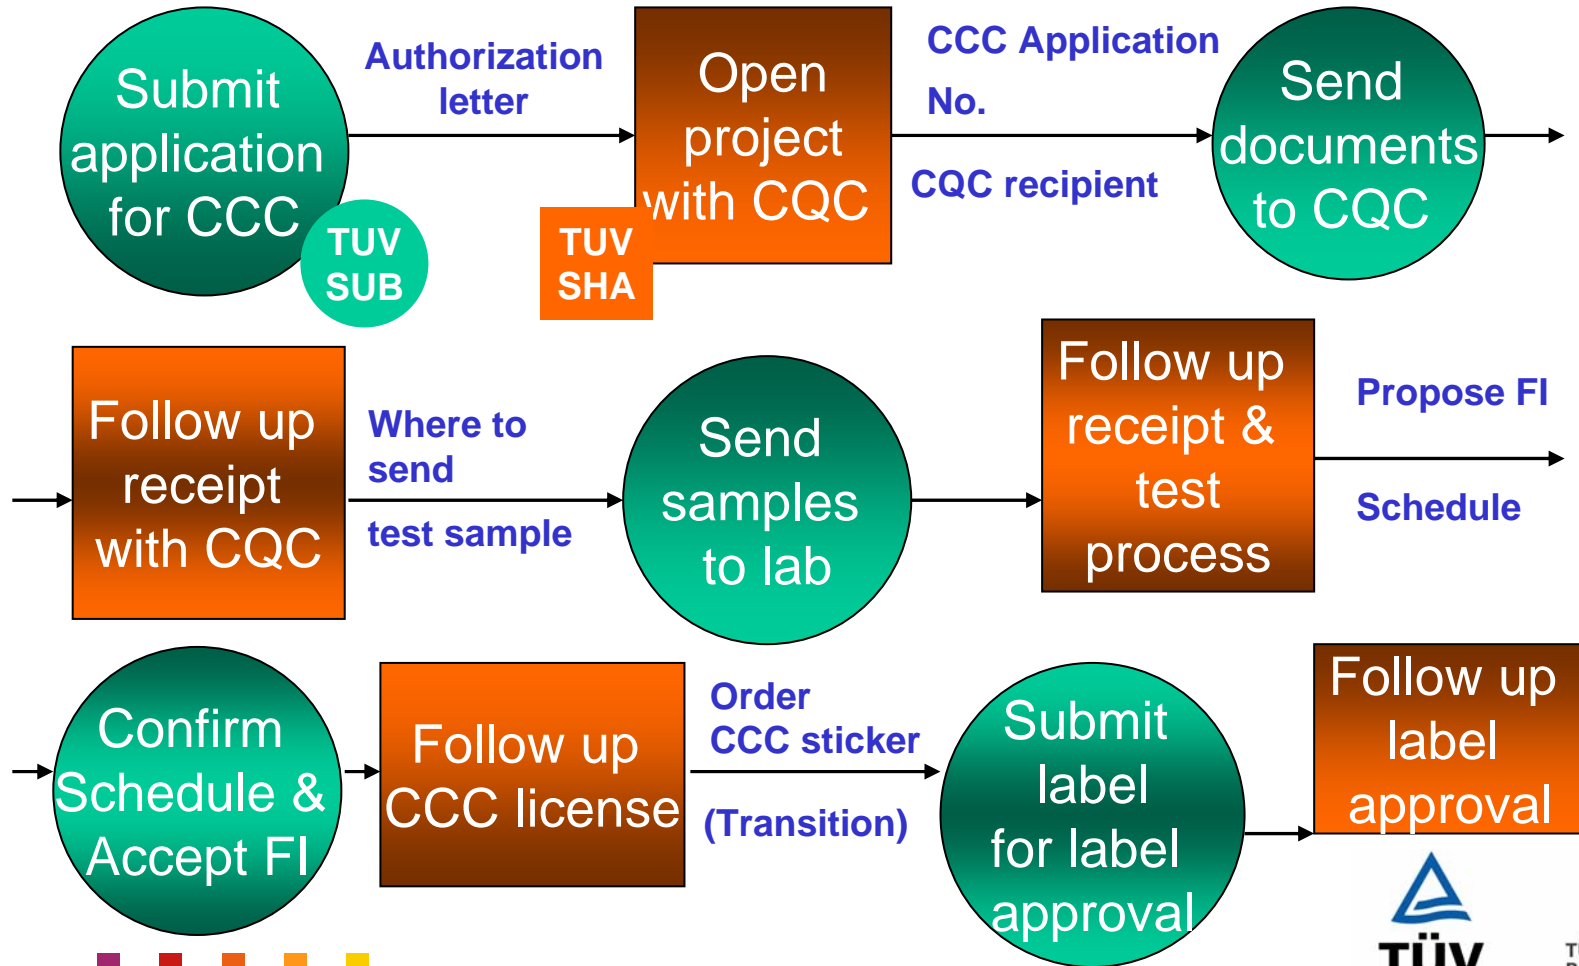 Submit
application
for CCC
TUV
SUB
Authorization
letter
Open
project
with CQC
TUV
SHA
CCC Application
No.
CQC recipient
Send
documents
to CQC
Follow up
receipt
with CQC
Where to
send
test sample
Send
samples
to lab
Follow up
receipt &
test
process
Propose FI
Schedule
Confirm
Schedule &
Accept FI
Follow up
CCC license
Order
CCC sticker
(Transition)
Submit
label
for label
approval
Follow up
label
approval
TÜV